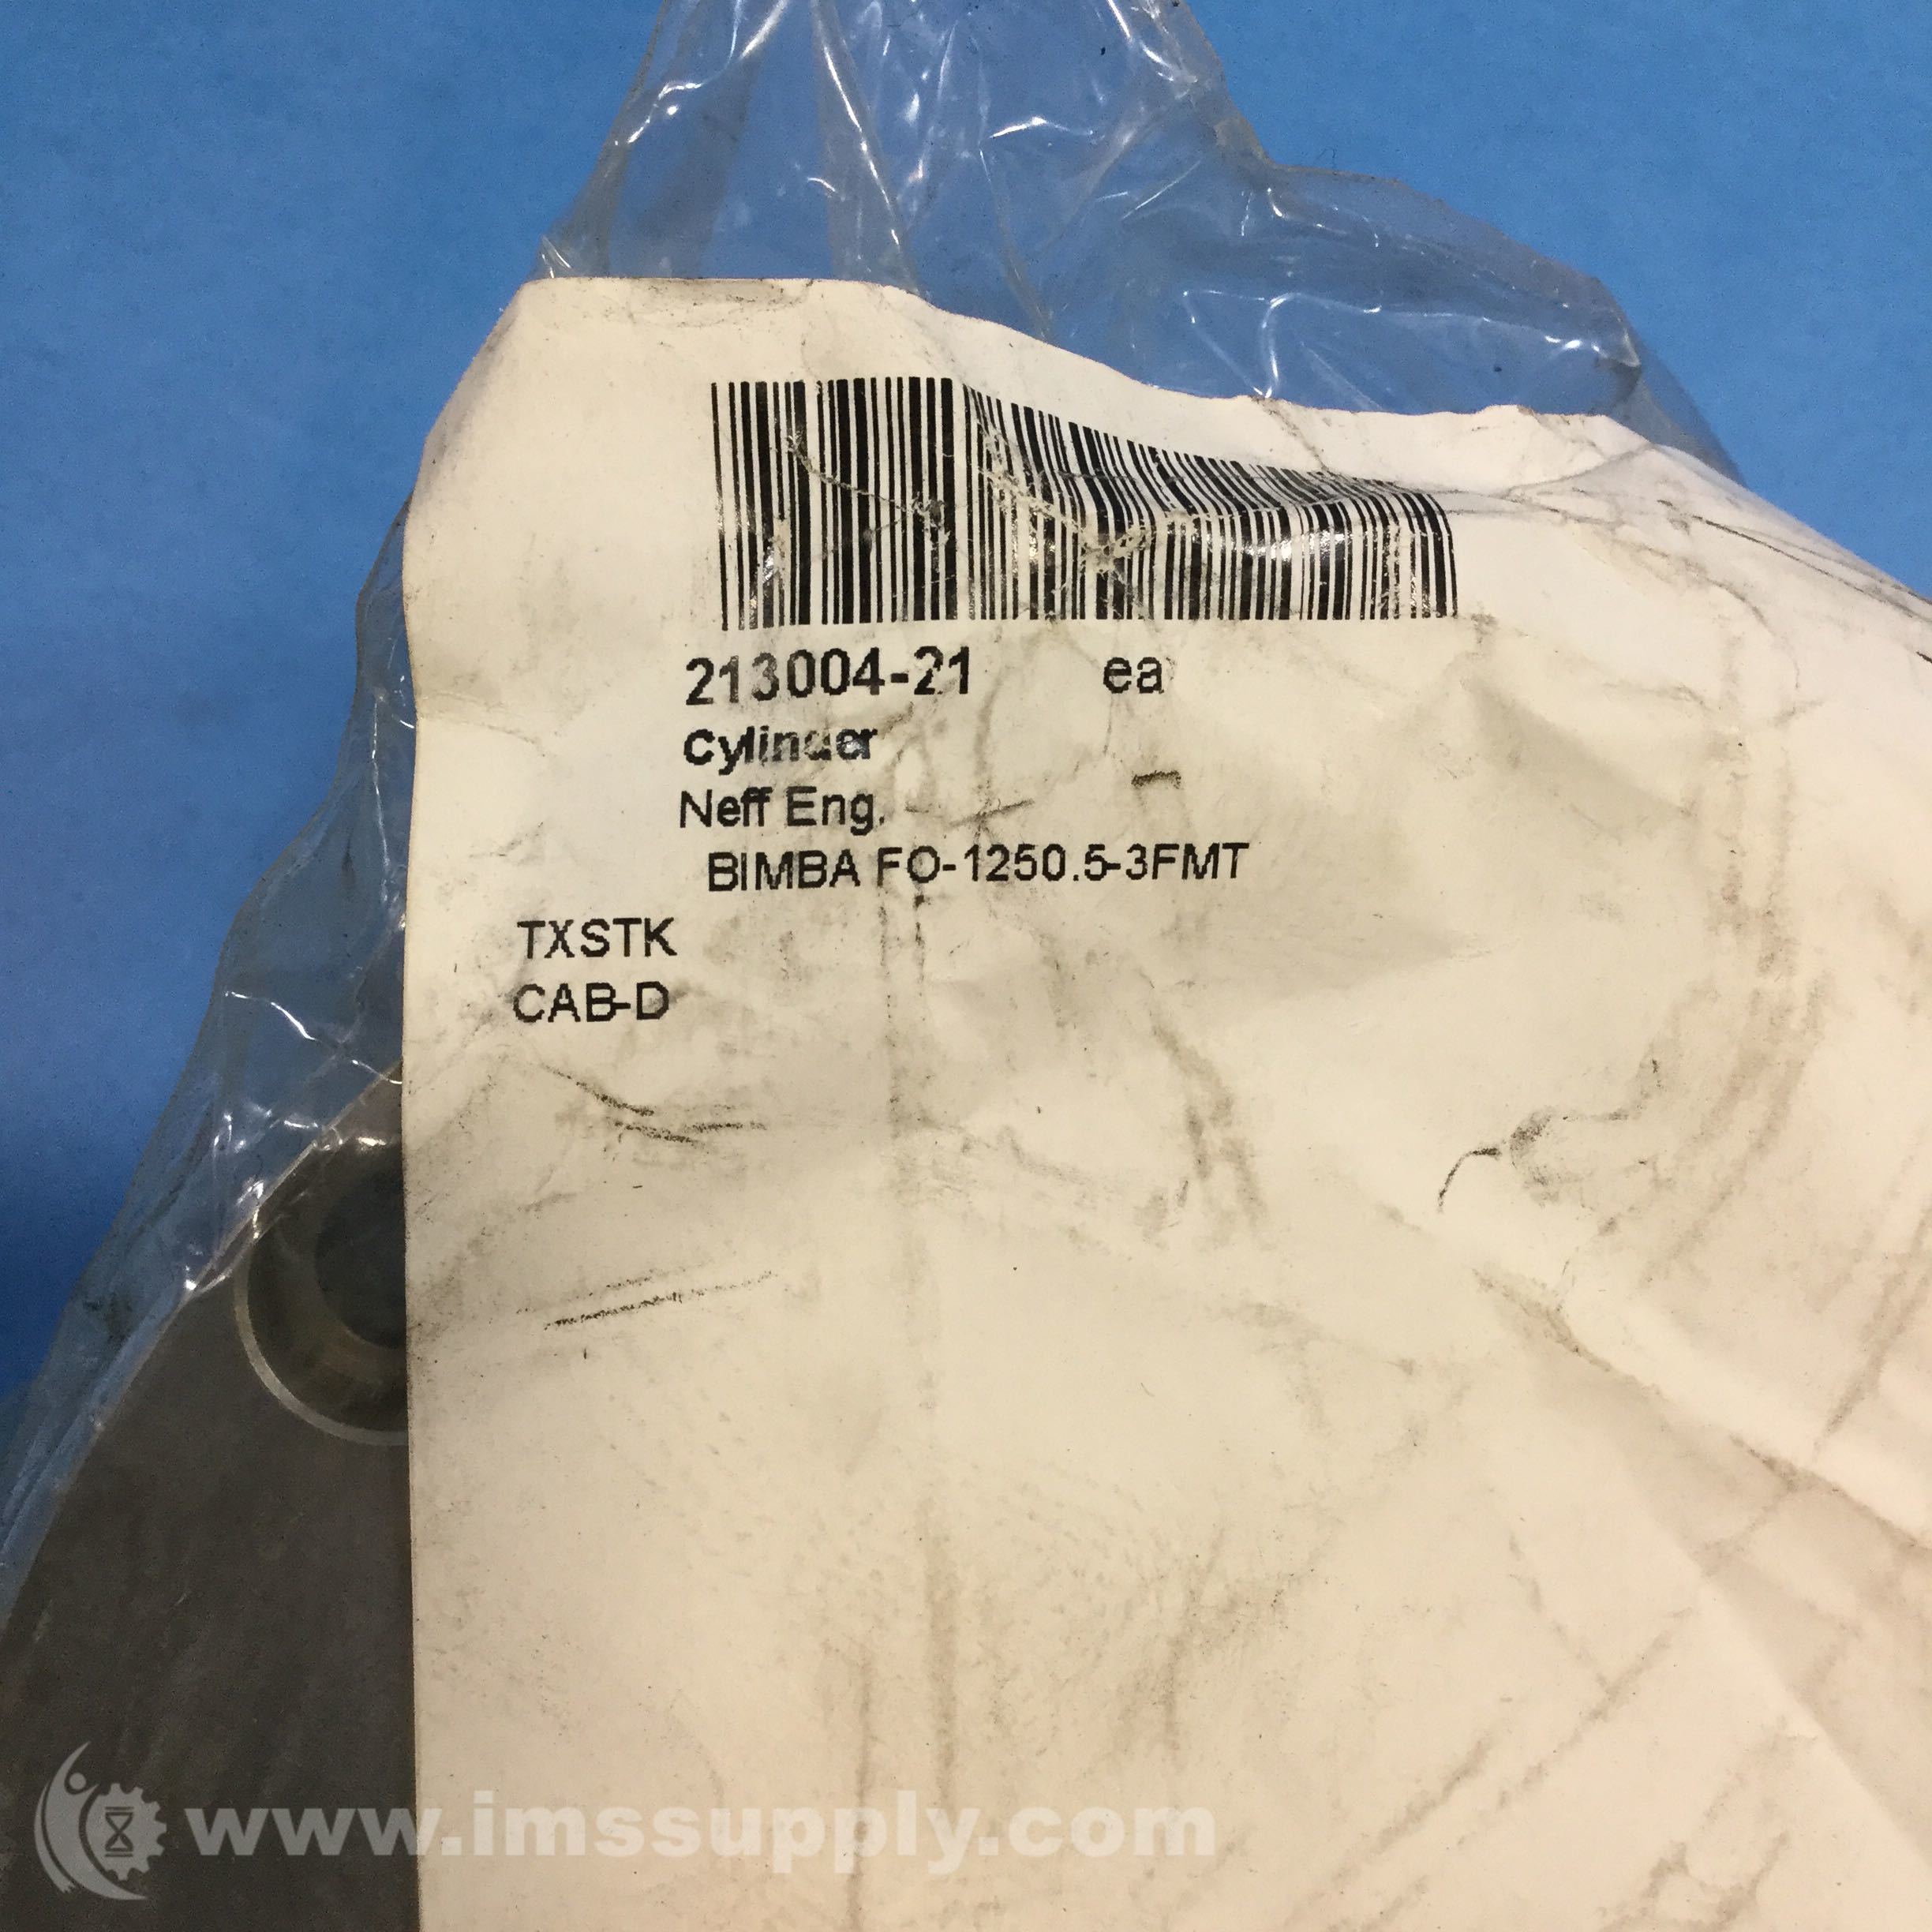 213004-21 ea
Cylinder
Neff Eng.
BIMBA FO-1250.5-3FMT
TXSTK
CAB-D
www.imssupply.com